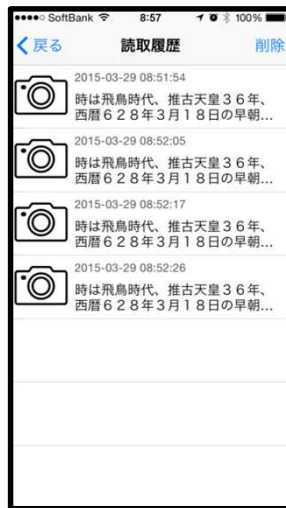 SoftBank 8:57 100%
戻る 読取履歴 削除
2015-03-29 08:51:54
時は飛鳥時代、推古天皇３６年、
西暦６２８年３月１８日の早朝...
2015-03-29 08:52:05
時は飛鳥時代、推古天皇３６年、
西暦６２８年３月１８日の早朝...
2015-03-29 08:52:17
時は飛鳥時代、推古天皇３６年、
西暦６２８年３月１８日の早朝...
2015-03-29 08:52:26
時は飛鳥時代、推古天皇３６年、
西暦６２８年３月１８日の早朝...